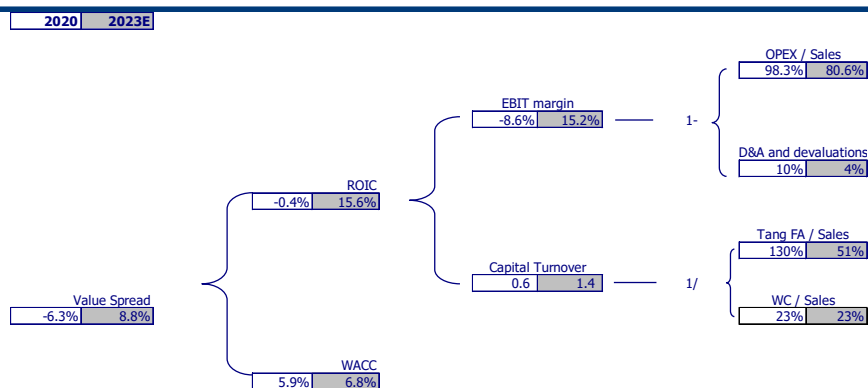 2020 2023E
OPEX / Sales
98.3% 80.6%
EBIT margin
-8.6% 15.2%
1-
D&A and devaluations
10% 4%
ROIC
-0.4% 15.6%
Tang FA / Sales
130% 51%
Capital Turnover
0.6 1.4
1/
Value Spread
-6.3% 8.8%
WC / Sales
23% 23%
WACC
5.9% 6.8%